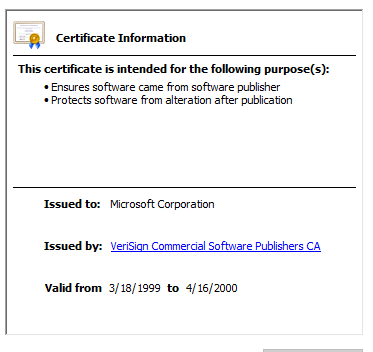 Certificate Information
This certificate is intended for the following purpose(s):
• Ensures software came from software publisher
• Protects software from alteration after publication
Issued to: Microsoft Corporation
Issued by: VeriSign Commercial Software Publishers CA
Valid from 3/18/1999 to 4/16/2000